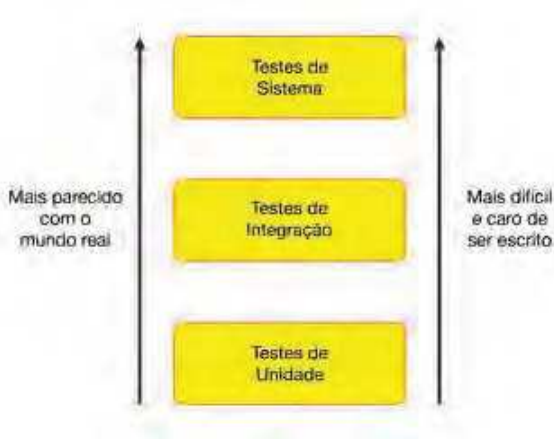 Testes de
Sistema
Mais parecido
com o
mundo real
Testes de
Integração
Mais difícil
e caro de
ser escrito
Testes de
Unidade